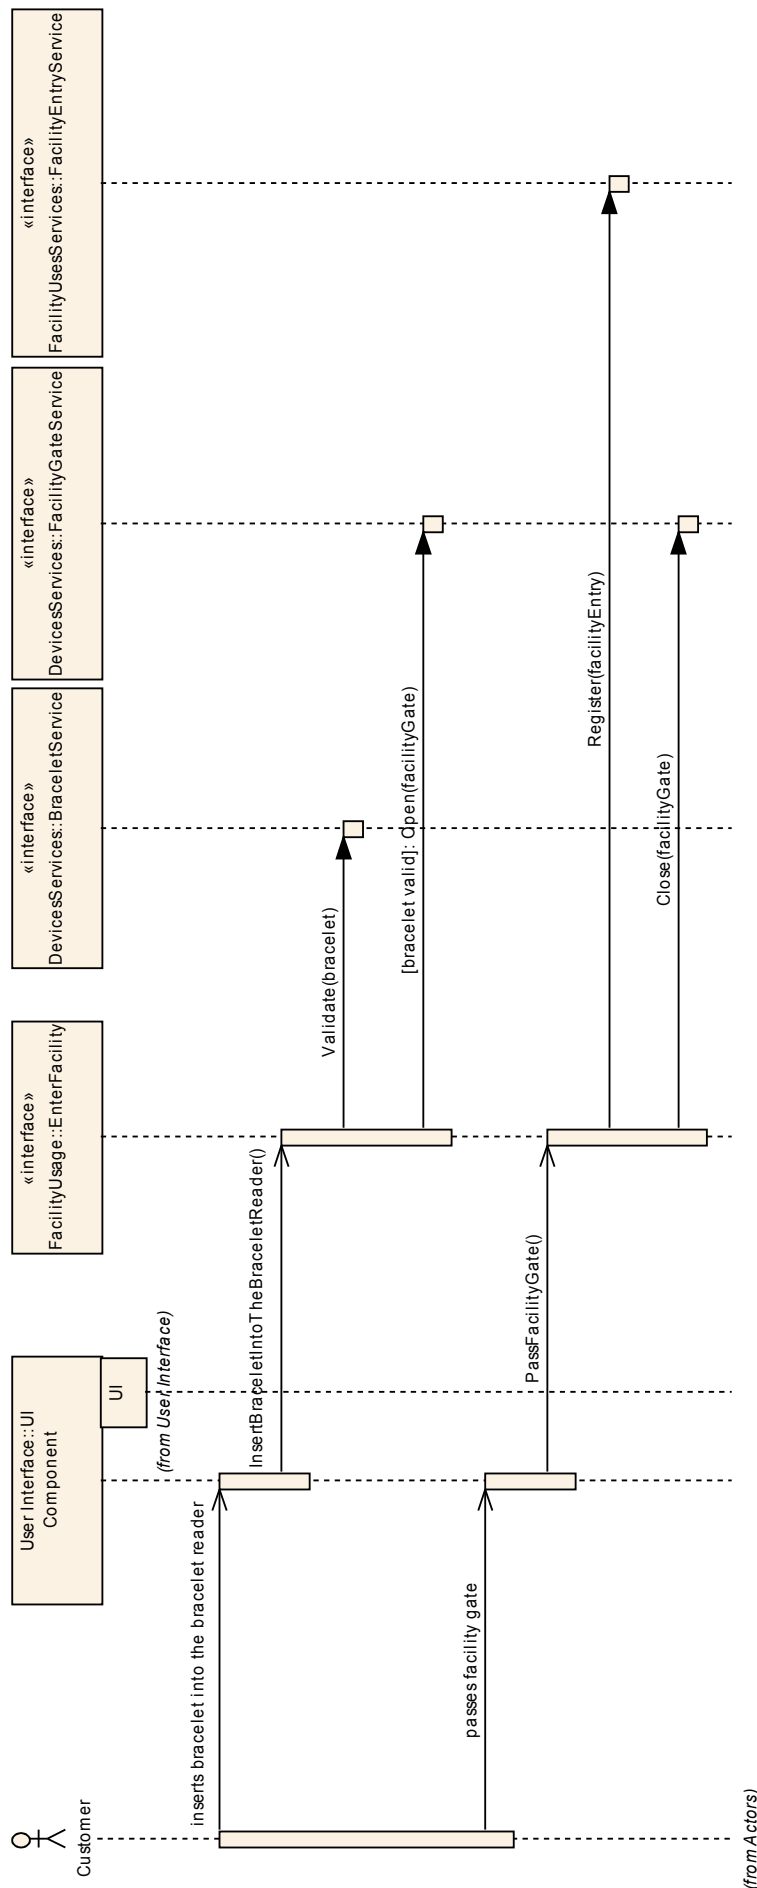 Customer
User Interface::UI
Component
UI
(from User Interface)
«interface»
FacilityUsage::EnterFacility
«interface»
DevicesServices::BraceletService
«interface»
DevicesServices::FacilityGateService
«interface»
FacilityUsesServices::FacilityEntryService
inserts bracelet into the bracelet reader
InsertBraceletIntoTheBraceletReader()
Validate(bracelet)
[bracelet valid]: Open(facilityGate)
passes facility gate
PassFacilityGate()
Register(facilityEntry)
Close(facilityGate)
(from Actors)